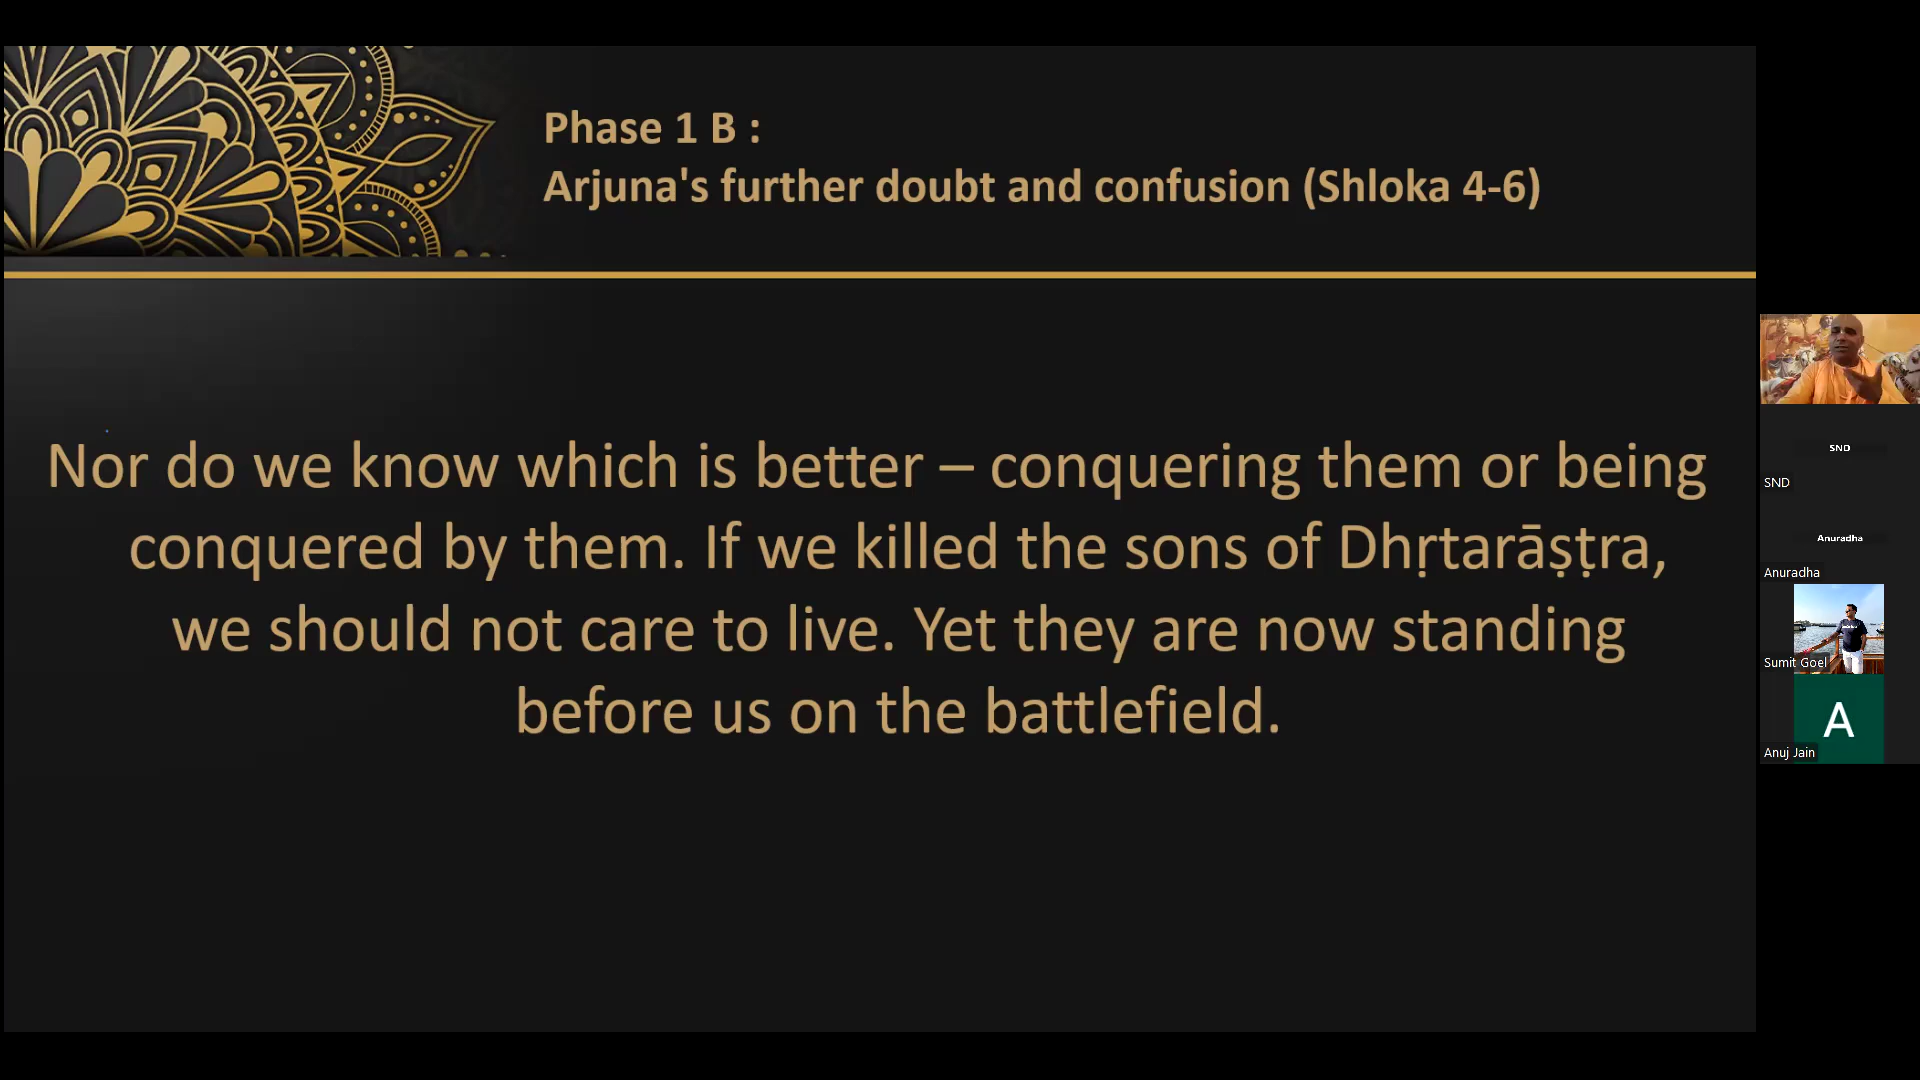 Phase 1 B :
Arjuna's further doubt and confusion (Shloka 4-6)
Nor do we know which is better – conquering them or being
conquered by them. If we killed the sons of Dhṛtarāṣṭra,
we should not care to live. Yet they are now standing
before us on the battlefield.
SND
SND
Anuradha
Anuradha
Sumit Goel
A
Anuj Jain